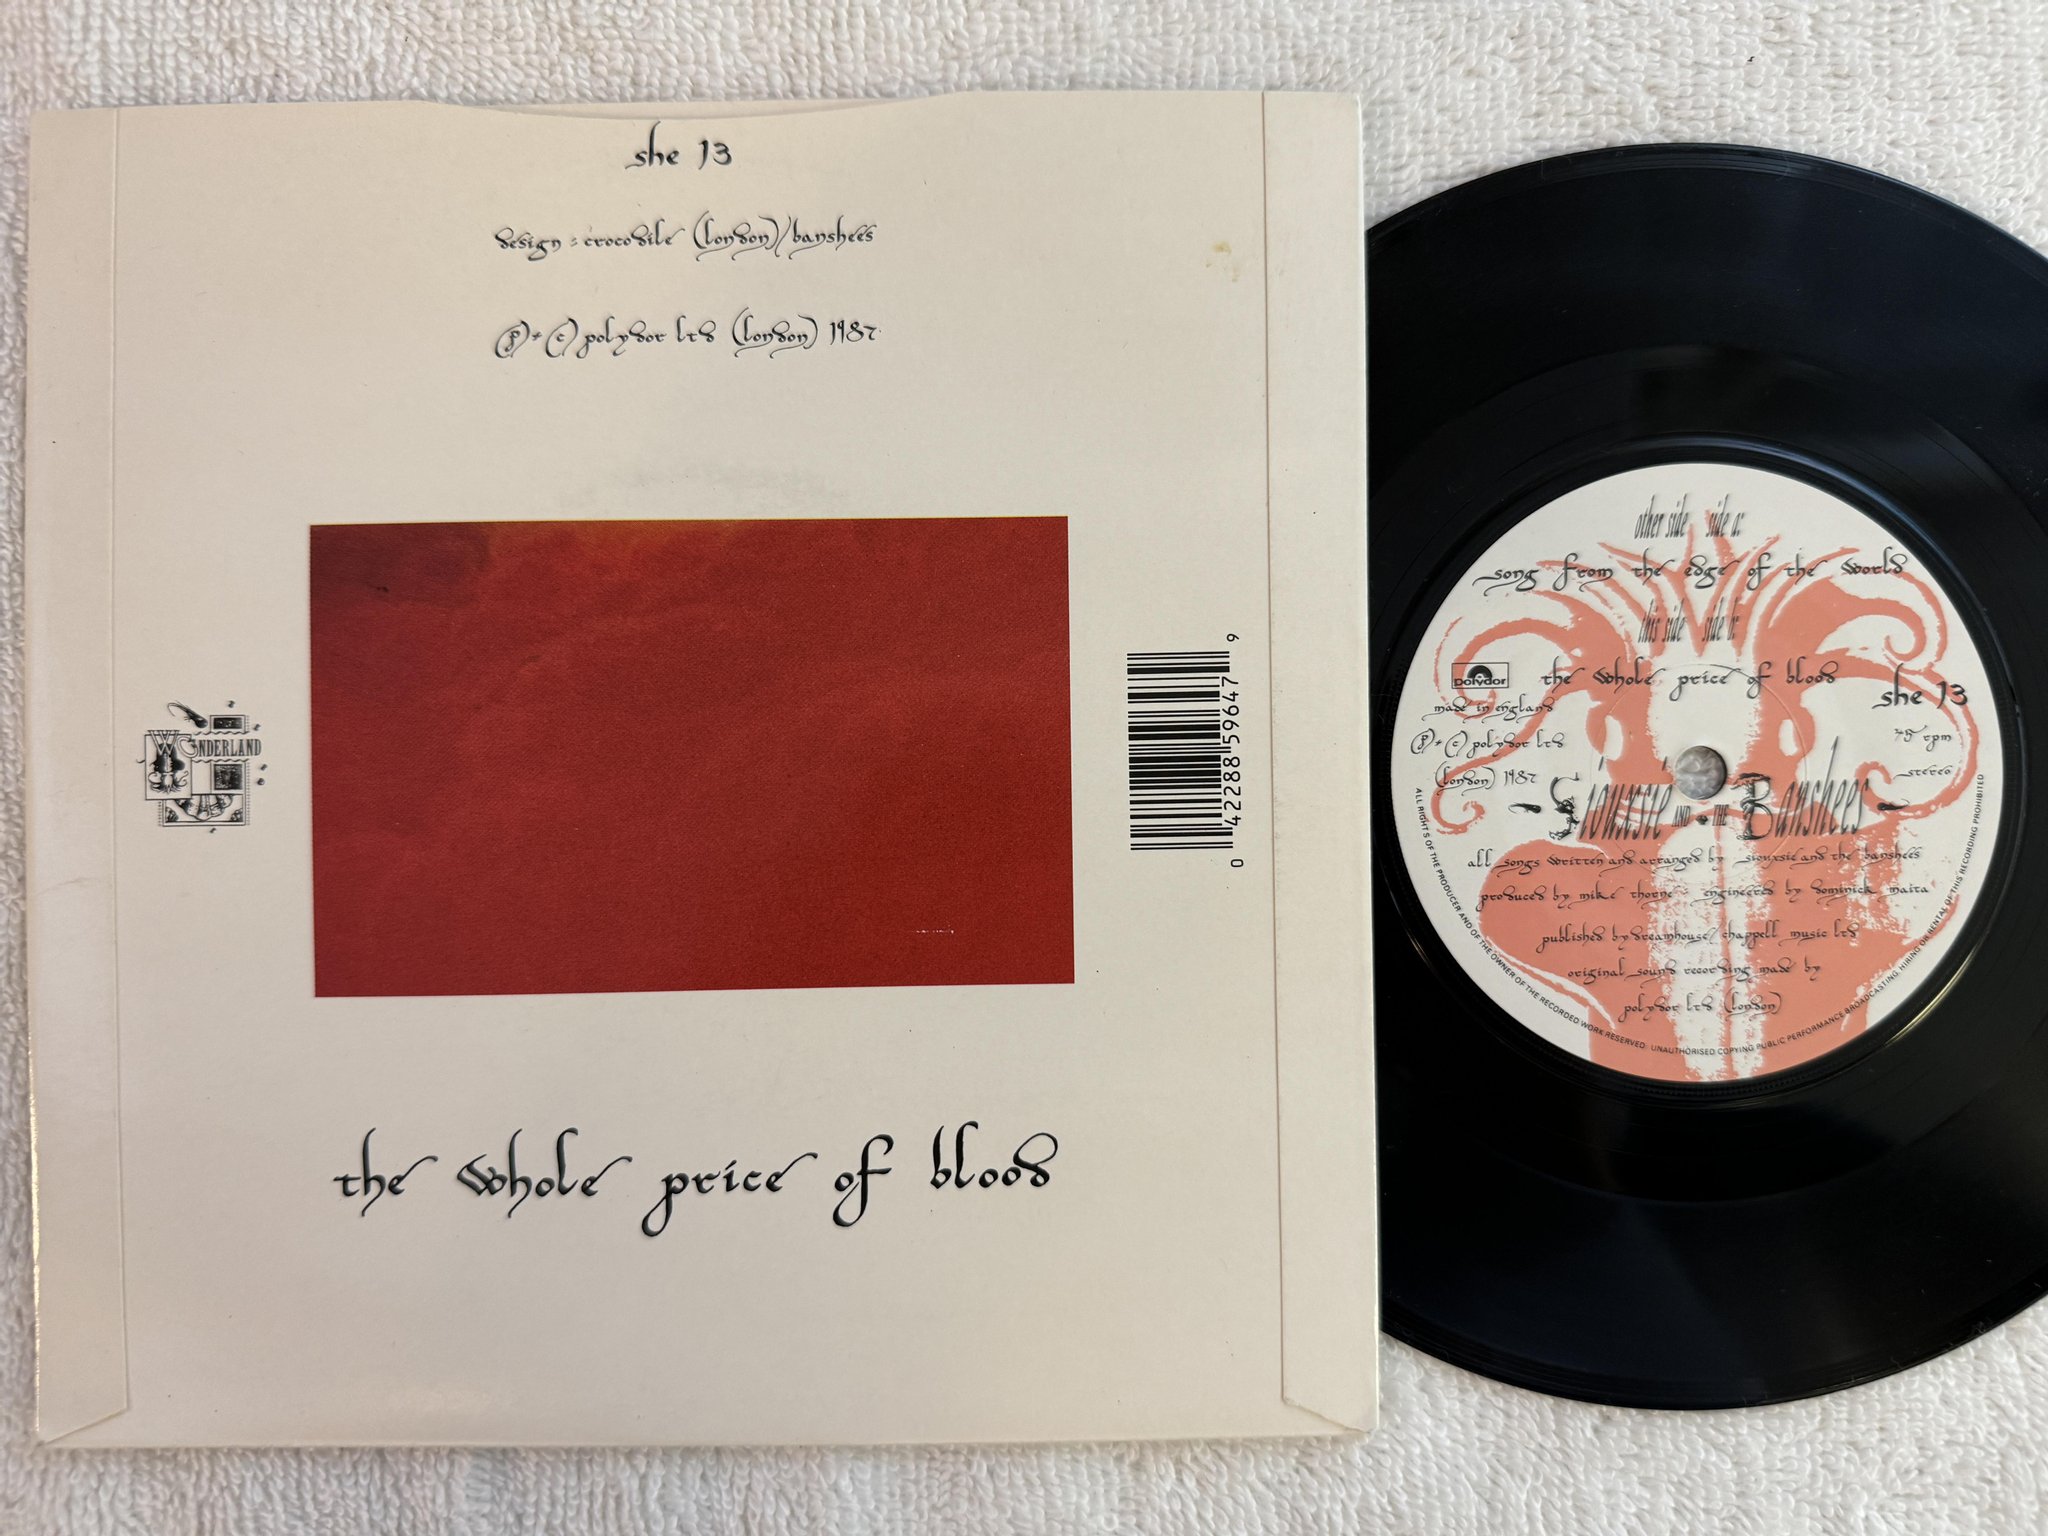 she 13
design : crocodile (london)/banshees
(p) + (c) polydor ltd (london) 1987
WONDERLAND
0 42288 59647 9
the whole price of blood
other side side a:
song from the edge of the world
this side side b:
the whole price of blood
Polydor
she 13
made in england
(p) + (c) polydor ltd
(london) 1987
45 rpm
stereo
Siouxsie AND THE Banshees
all songs written and arranged by siouxsie and the banshees
produced by mike thorne : engineered by dominick maita
published by dreamhouse/chappell music ltd
original sound recording made by
polydor ltd (london)
ALL RIGHTS OF THE PRODUCER AND OF THE OWNER OF THE RECORDED WORK RESERVED. UNAUTHORISED COPYING PUBLIC PERFORMANCE BROADCASTING, HIRING OR RENTAL OF THIS RECORDING PROHIBITED